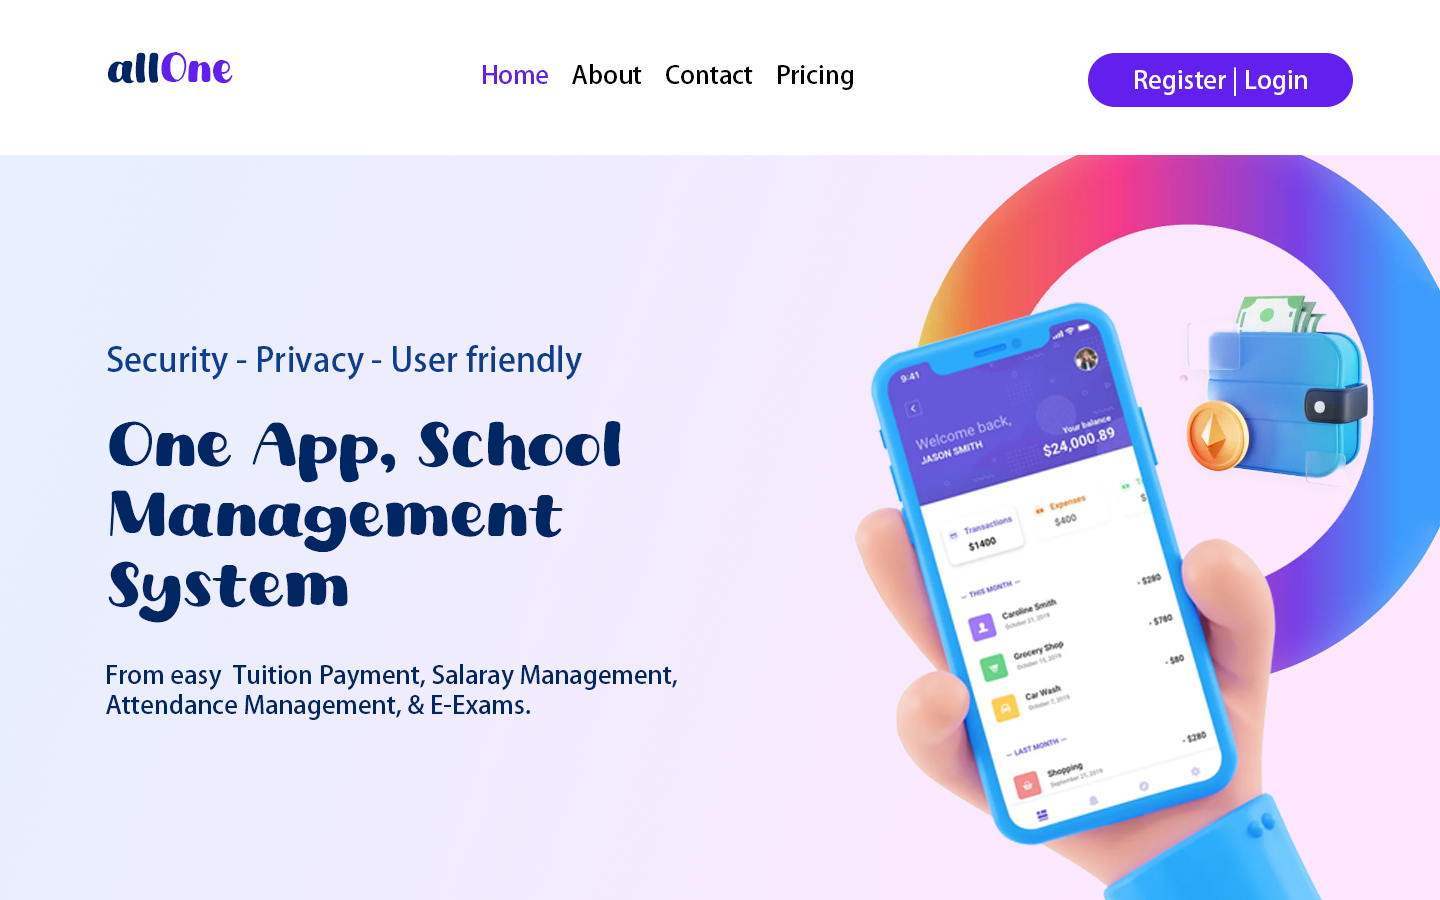 allOne
Home About Contact Pricing
Register | Login
Security - Privacy - User friendly
One App, School
Management
System
From easy  Tuition Payment, Salaray Management,
Attendance Management, & E-Exams.
9:41
Welcome back,
JASON SMITH
Your balance
$24,000.89
Transactions
$1400
Expenses
$400
THIS MONTH
- $280
Caroline Smith
October 21, 2019
- $780
Grocery Shop
October 15, 2019
- $80
Car Wash
October 7, 2019
LAST MONTH
- $280
Shopping
September 21, 2019